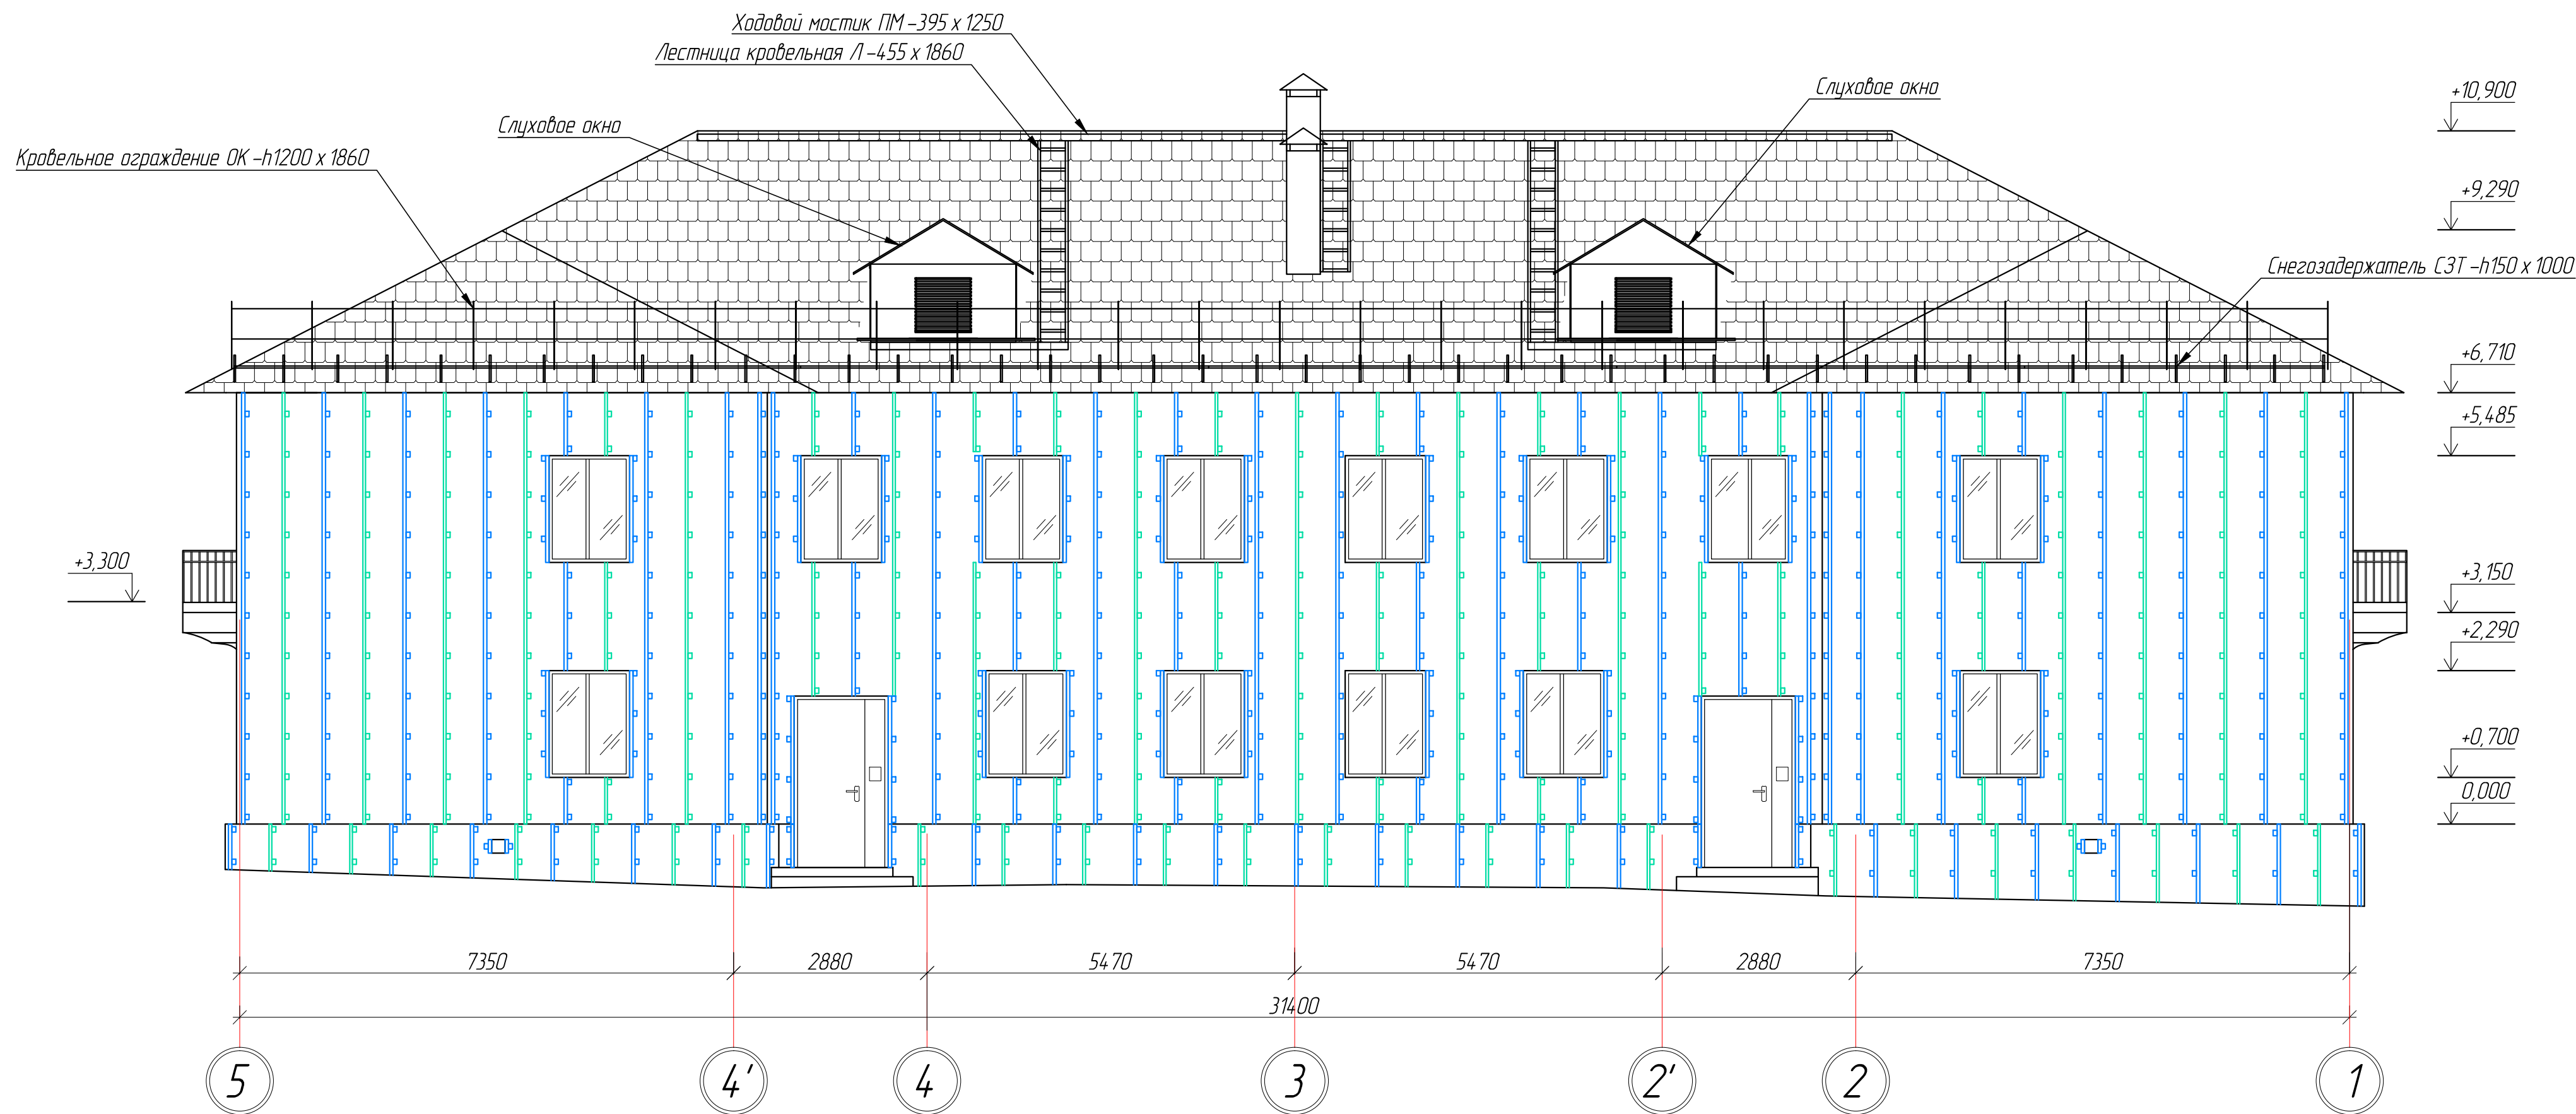 Ходовой мостик ПМ –395 х 1250
Лестница кровельная Л –455 х 1860
Слуховое окно
+10,900
Слуховое окно
Кровельное ограждение ОК –h1200 х 1860
+9,290
Снегозадержатель СЗТ –h150 х 1000
+6,710
+5,485
+3,300
+3,150
+2,290
+0,700
0,000
7350 2880 5470 5470 2880 7350
31400
5 4' 4 3 2' 2 1